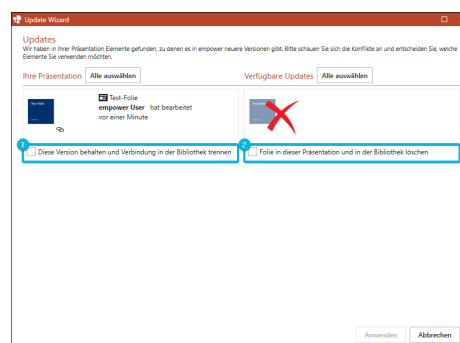 Update Wizard
Updates
Wir haben in Ihrer Präsentation Elemente gefunden, zu denen es in empower neuere Versionen gibt. Bitte schauen Sie sich die Konflikte an und entscheiden Sie, welche
Elemente Sie verwenden möchten.
Ihre Präsentation Alle auswählen Verfügbare Updates Alle auswählen
Test-Folie
Test-Folie
empower User hat bearbeitet
vor einer Minute
1 Diese Version behalten und Verbindung in der Bibliothek trennen
2 Folie in dieser Präsentation und in der Bibliothek löschen
Anwenden Abbrechen